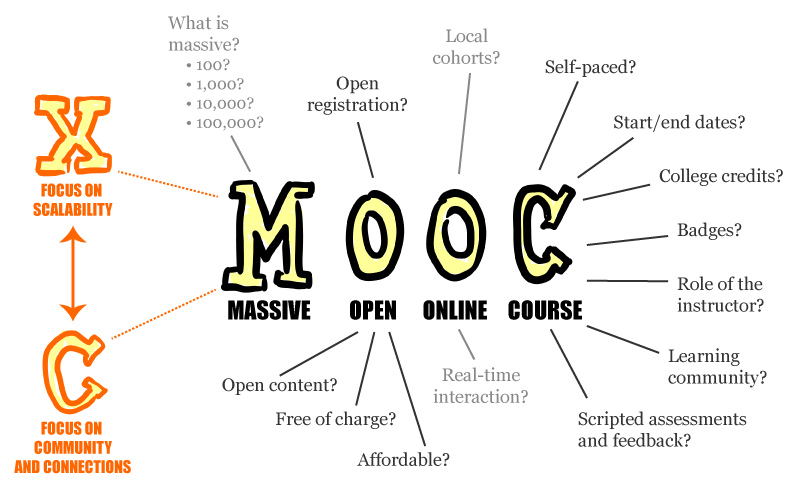 What is
massive?
• 100?
• 1,000?
• 10,000?
• 100,000?
Open
registration?
Local
cohorts?
Self-paced?
Start/end dates?
College credits?
Badges?
Role of the
instructor?
Learning
community?
Scripted assessments
and feedback?
X
FOCUS ON
SCALABILITY
C
FOCUS ON
COMMUNITY
AND CONNECTIONS
MOOC
MASSIVE OPEN ONLINE COURSE
Open content?
Free of charge?
Affordable?
Real-time
interaction?